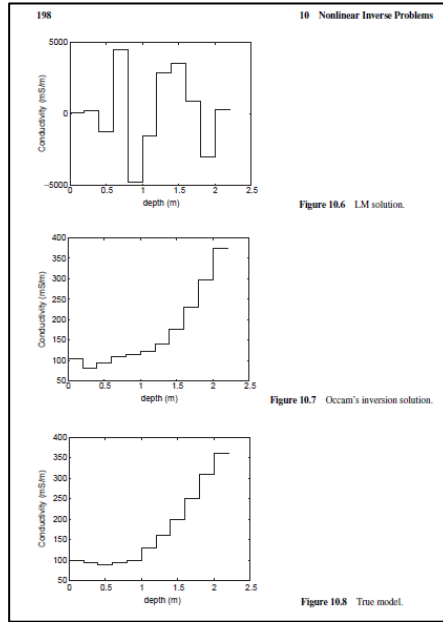 198
10 Nonlinear Inverse Problems
5000
0
−5000
Conductivity (mS/m)
0 0.5 1 1.5 2 2.5
depth (m)
Figure 10.6 LM solution.
400
350
300
250
200
150
100
50
Conductivity (mS/m)
0 0.5 1 1.5 2 2.5
depth (m)
Figure 10.7 Occam's inversion solution.
400
350
300
250
200
150
100
50
Conductivity (mS/m)
0 0.5 1 1.5 2 2.5
depth (m)
Figure 10.8 True model.